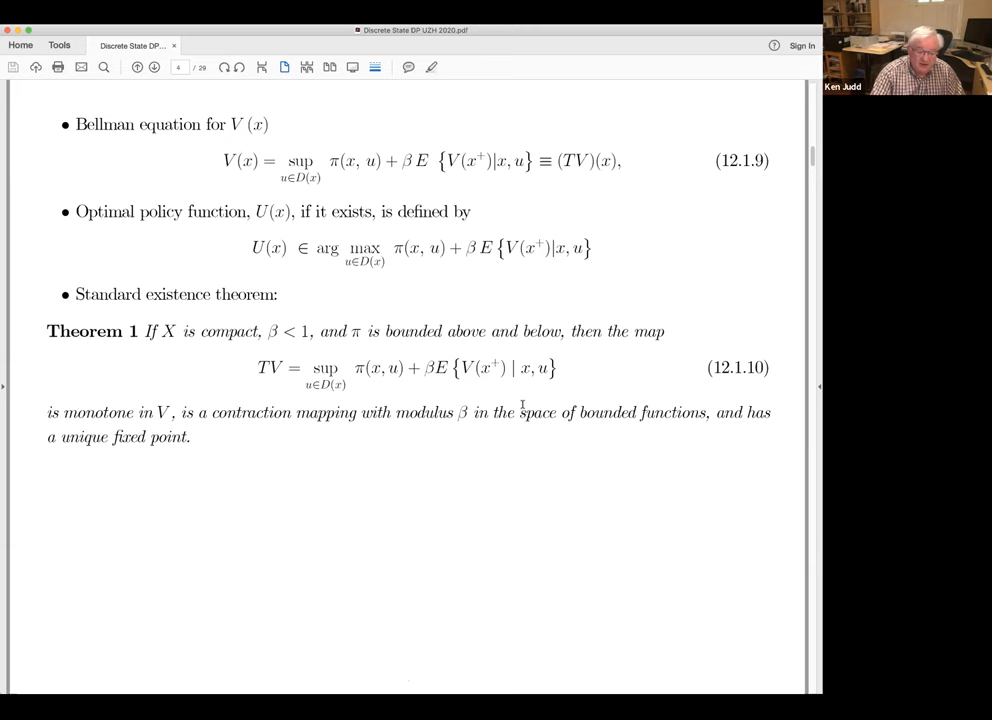 Discrete State DP UZH 2020.pdf
Home Tools Discrete State DP... × Sign In
4 / 29
Ken Judd
• Bellman equation for V (x)
V(x) = sup π(x, u) + β E {V(x⁺)|x, u} ≡ (TV)(x), (12.1.9)
u∈D(x)
• Optimal policy function, U(x), if it exists, is defined by
U(x) ∈ arg max π(x, u) + β E {V(x⁺)|x, u}
u∈D(x)
• Standard existence theorem:
Theorem 1 If X is compact, β < 1, and π is bounded above and below, then the map
TV = sup π(x, u) + βE {V(x⁺) | x, u} (12.1.10)
u∈D(x)
is monotone in V, is a contraction mapping with modulus β in the space of bounded functions, and has
a unique fixed point.